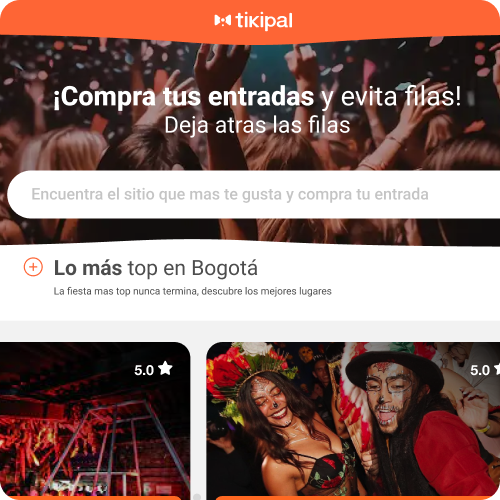 tikipal
¡Compra tus entradas y evita filas!
Deja atras las filas
Encuentra el sitio que mas te gusta y compra tu entrada
Lo más top en Bogotá
La fiesta mas top nunca termina, descubre los mejores lugares
5.0
5.0